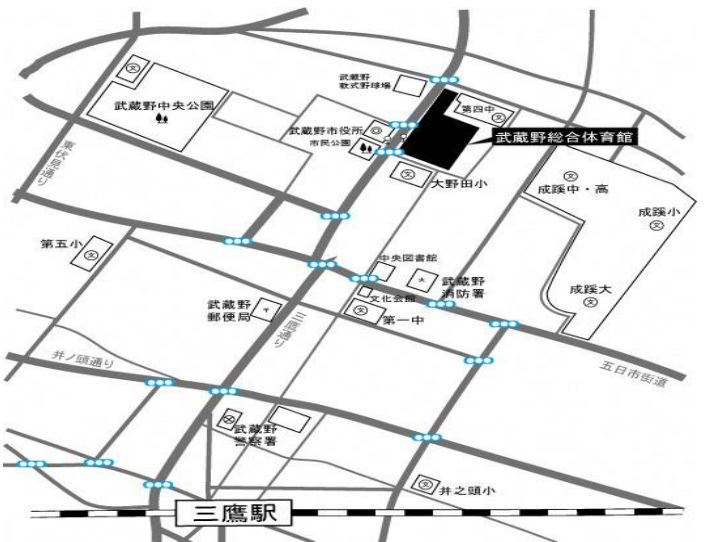 武蔵野
軟式野球場
武蔵野中央公園
第四中
武蔵野市役所
市民公園
武蔵野総合体育館
東伏見通り
大野田小
成蹊中・高
成蹊小
第五小
中央図書館
武蔵野
消防署
成蹊大
文化会館
武蔵野
郵便局
三鷹通り
第一中
井ノ頭通り
五日市街道
武蔵野
警察署
井之頭小
三鷹駅